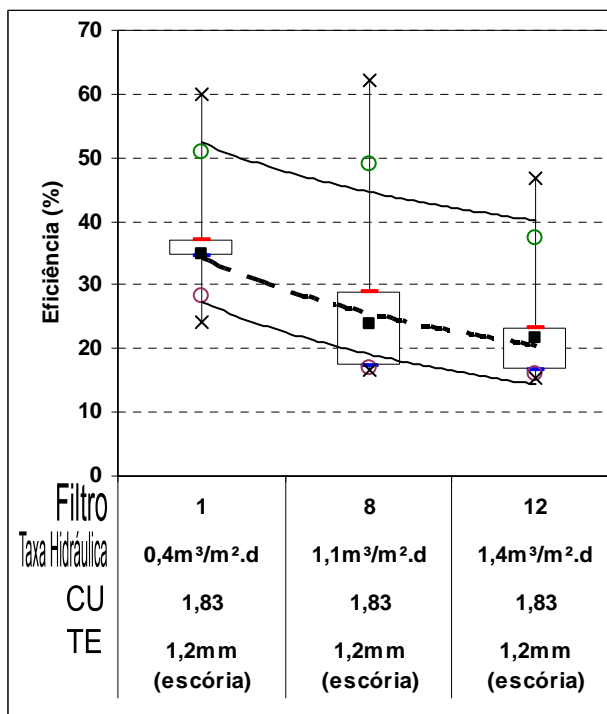 70
60
50
40
30
20
10
0
Eficiência (%)
Filtro 1 8 12
Taxa Hidráulica 0,4m³/m².d 1,1m³/m².d 1,4m³/m².d
CU 1,83 1,83 1,83
TE 1,2mm 1,2mm 1,2mm
(escória) (escória) (escória)